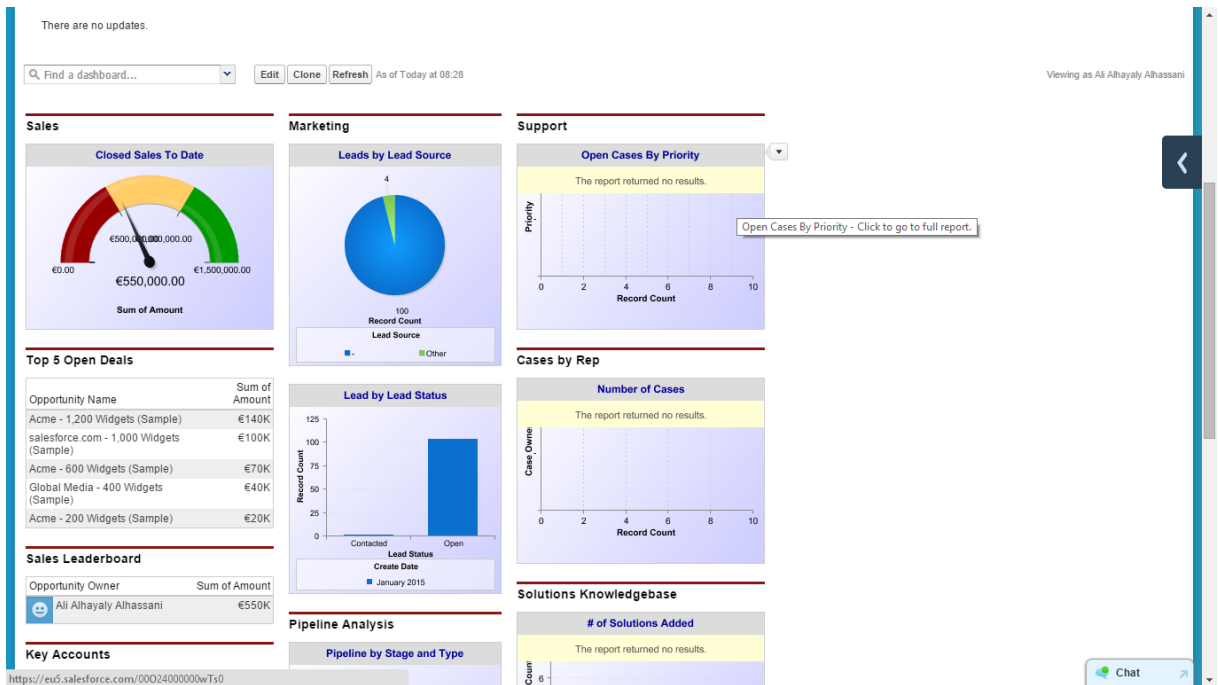 There are no updates.
Find a dashboard...
Edit Clone Refresh As of Today at 08:28
Viewing as Ali Alhayaly Alhassani
Sales
Closed Sales To Date
€0.00
€1,500,000.00
€550,000.00
Sum of Amount
Top 5 Open Deals
Opportunity Name Sum of Amount
Acme - 1,200 Widgets (Sample) €140K
salesforce.com - 1,000 Widgets (Sample) €100K
Acme - 600 Widgets (Sample) €70K
Global Media - 400 Widgets (Sample) €40K
Acme - 200 Widgets (Sample) €20K
Sales Leaderboard
Opportunity Owner Sum of Amount
Ali Alhayaly Alhassani €550K
Key Accounts
Marketing
Leads by Lead Source
4
100
Record Count
Lead Source
- Other
Lead by Lead Status
Record Count
125
100
75
50
25
0
Contacted Open
Lead Status
Create Date
January 2015
Pipeline Analysis
Pipeline by Stage and Type
Support
Open Cases By Priority
The report returned no results.
Priority
-
0 2 4 6 8 10
Record Count
Open Cases By Priority - Click to go to full report.
Cases by Rep
Number of Cases
The report returned no results.
Case Owner
-
0 2 4 6 8 10
Record Count
Solutions Knowledgebase
# of Solutions Added
The report returned no results.
6
Chat
https://eu5.salesforce.com/00O24000000wTs0